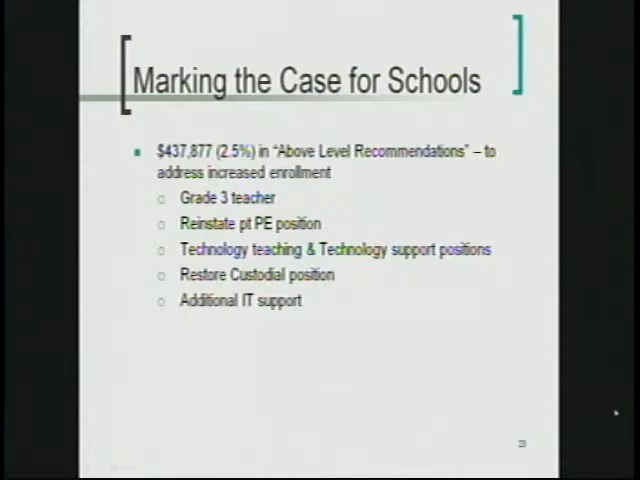 Marking the Case for Schools
$437,877 (2.5%) in “Above Level Recommendations” – to
address increased enrollment
Grade 3 teacher
Reinstate pt PE position
Technology teaching & Technology support positions
Restore Custodial position
Additional IT support
23